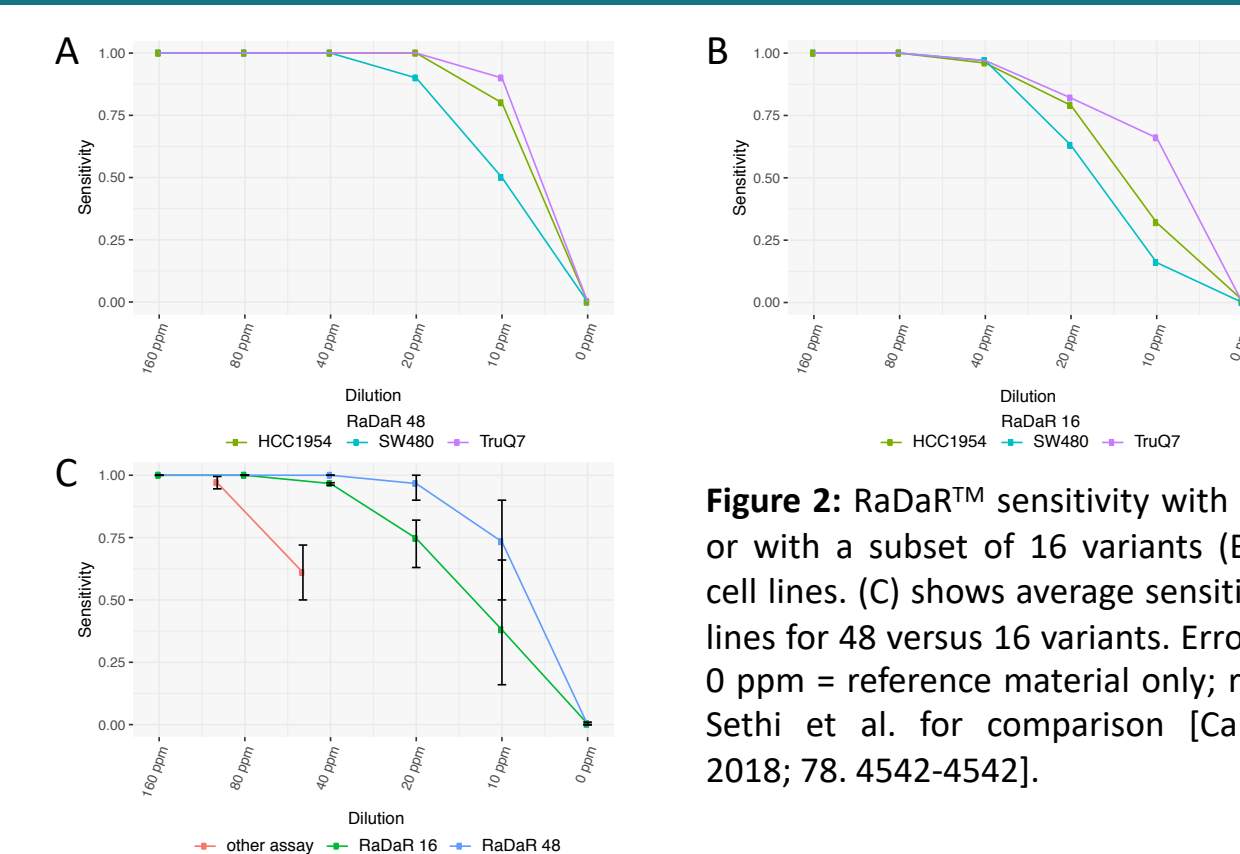 A
1.00
0.75
0.50
0.25
0.00
Sensitivity
160 ppm
80 ppm
40 ppm
20 ppm
10 ppm
0 ppm
Dilution
RaDaR 48
HCC1954 SW480 TruQ7
B
1.00
0.75
0.50
0.25
0.00
Sensitivity
160 ppm
80 ppm
40 ppm
20 ppm
10 ppm
Dilution
RaDaR 16
HCC1954 SW480 TruQ7
C
1.00
0.75
0.50
0.25
0.00
Sensitivity
160 ppm
80 ppm
40 ppm
20 ppm
10 ppm
0 ppm
Dilution
other assay RaDaR 16 RaDaR 48
Figure 2: RaDaR™ sensitivity with
or with a subset of 16 variants
cell lines. (C) shows average
lines for 48 versus 16 variants.
0 ppm = reference material only;
Sethi et al. for comparison
2018; 78. 4542-4542].